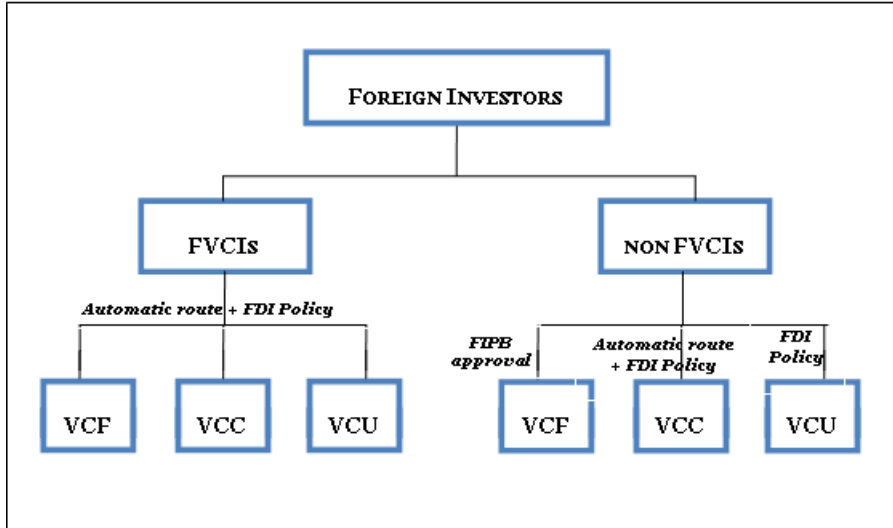 FOREIGN INVESTORS
FVCIs
NON FVCIs
Automatic route + FDI Policy
FIPB
approval
Automatic route
+ FDI Policy
FDI
Policy
VCF
VCC
VCU
VCF
VCC
VCU